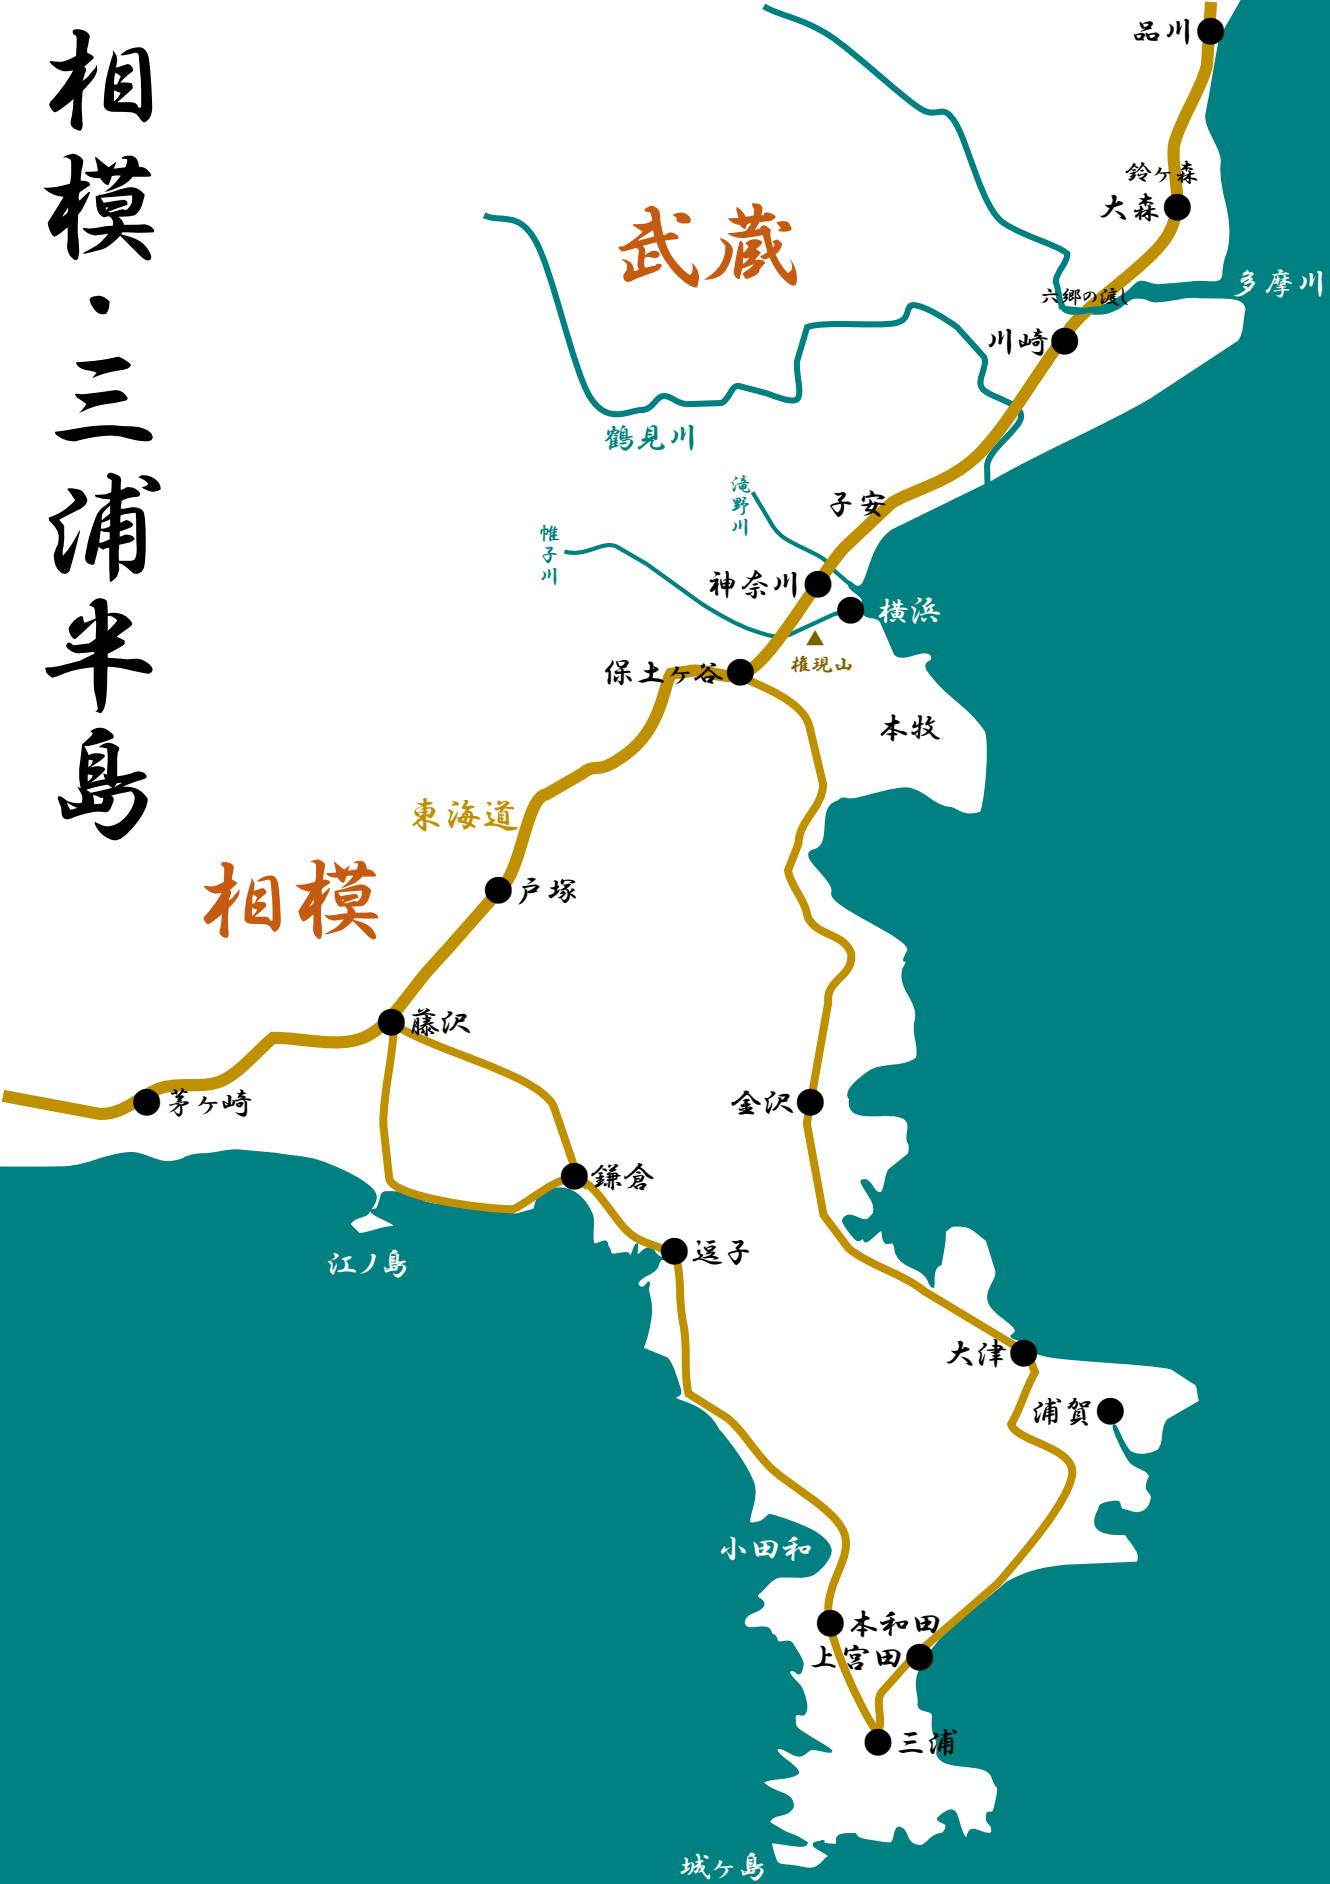 相模・三浦半島
品川
鈴ヶ森
大森
武蔵
多摩川
六郷の渡し
川崎
鶴見川
滝野川
子安
帷子川
神奈川
横浜
権現山
保土ヶ谷
本牧
東海道
戸塚
相模
藤沢
茅ヶ崎
金沢
鎌倉
逗子
江ノ島
大津
浦賀
小田和
本和田
上宮田
三浦
城ヶ島